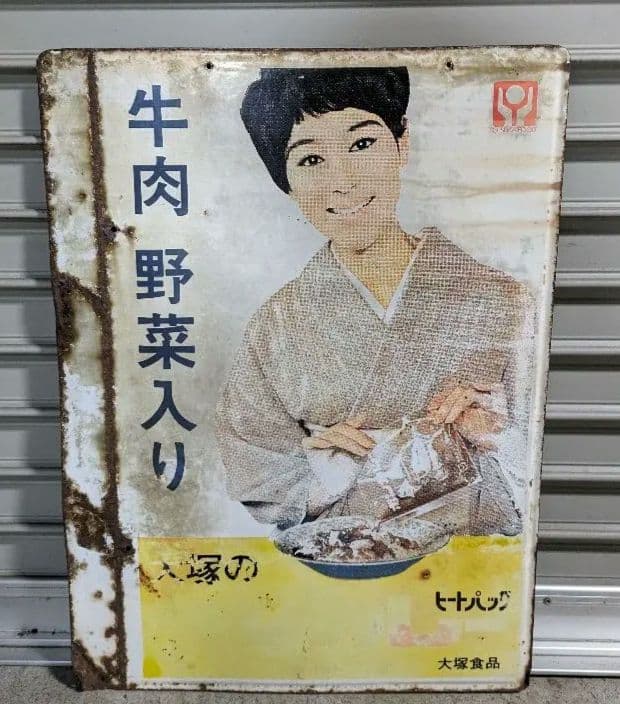 牛肉 野菜入り
大塚の
ヒートパック
大塚食品